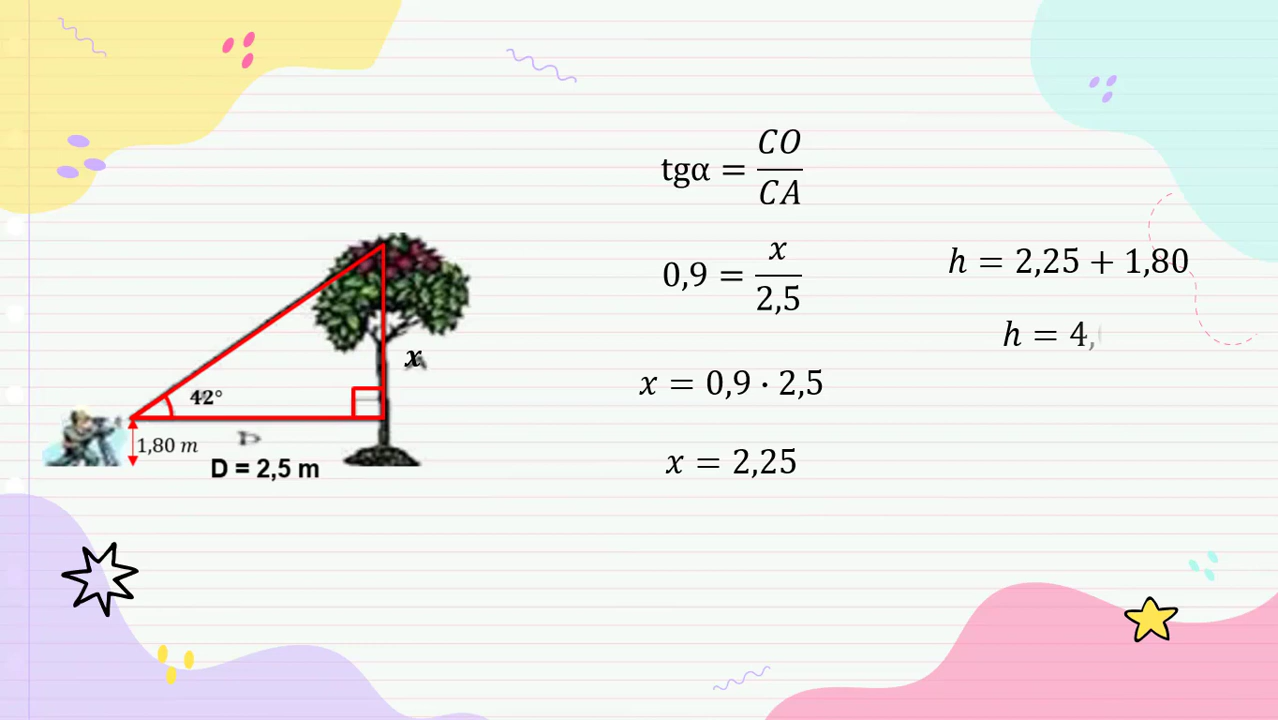 tgα = CO/CA
0,9 = x/2,5
x = 0,9 · 2,5
x = 2,25
h = 2,25 + 1,80
h = 4,
x
42°
1,80 m
D
D = 2,5 m